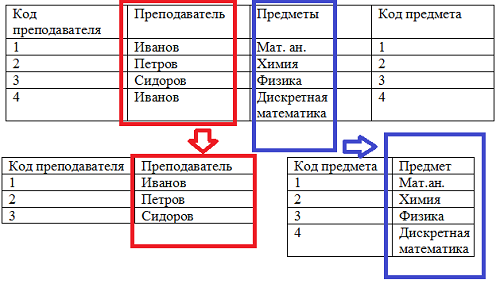 Код преподавателя Преподаватель Предметы Код предмета
1 Иванов Мат. ан. 1
2 Петров Химия 2
3 Сидоров Физика 3
4 Иванов Дискретная математика 4
Код преподавателя Преподаватель
1 Иванов
2 Петров
3 Сидоров
Код предмета Предмет
1 Мат.ан.
2 Химия
3 Физика
4 Дискретная математика